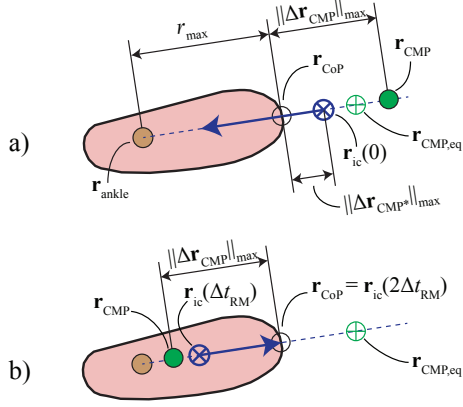 r_max
||Δr_CMP||_max
r_CoP
r_CMP
a)
r_CMP,eq
r_ic(0)
r_ankle
||Δr_CMP*||_max
||Δr_CMP||_max
r_ic(Δt_RM)
r_CoP = r_ic(2Δt_RM)
r_CMP
r_CMP,eq
b)